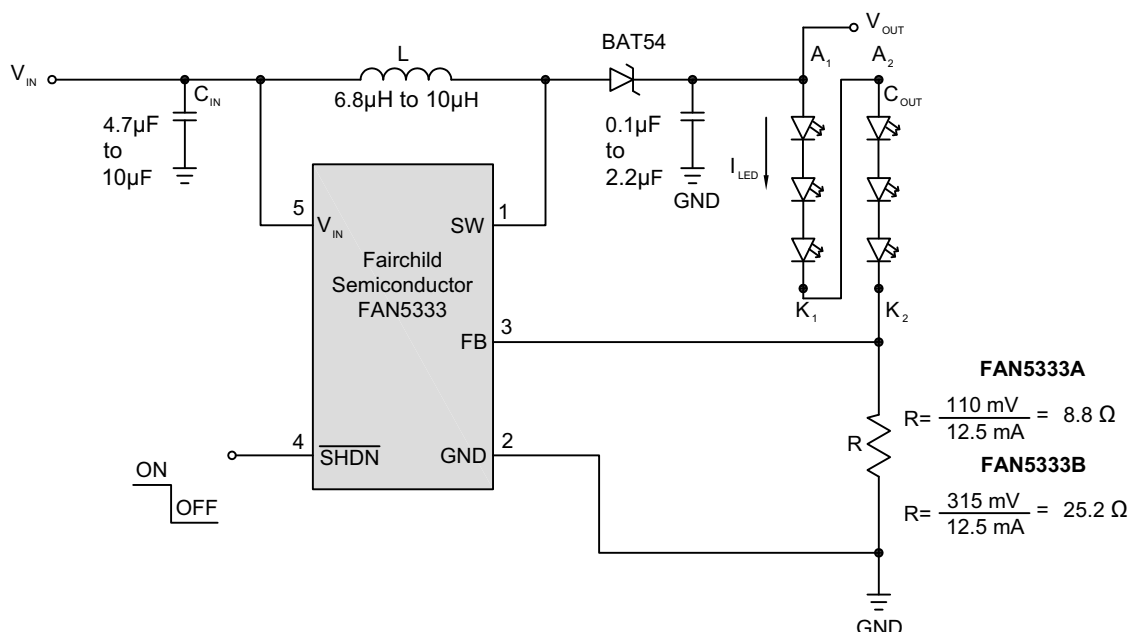 V_OUT
BAT54
A_1 A_2
L
V_IN
C_IN
6.8µH to 10µH
C_OUT
4.7µF
to
10µF
0.1µF
to
2.2µF
I_LED
GND
5
V_IN
SW
1
Fairchild
Semiconductor
FAN5333
K_1 K_2
FB
3
FAN5333A
R= 110 mV / 12.5 mA = 8.8 Ω
R
4
SHDN
GND
2
ON
OFF
FAN5333B
R= 315 mV / 12.5 mA = 25.2 Ω
GND